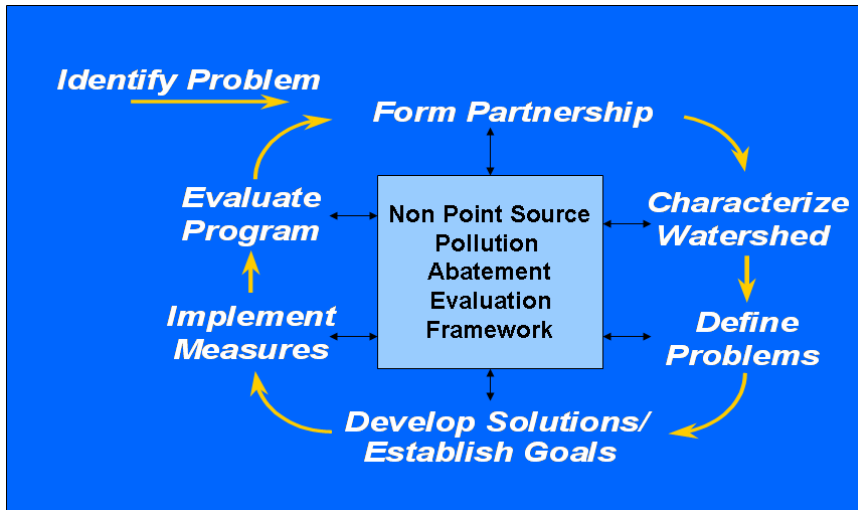 Identify Problem
Form Partnership
Characterize
Watershed
Define
Problems
Develop Solutions/
Establish Goals
Implement
Measures
Evaluate
Program
Non Point Source
Pollution
Abatement
Evaluation
Framework